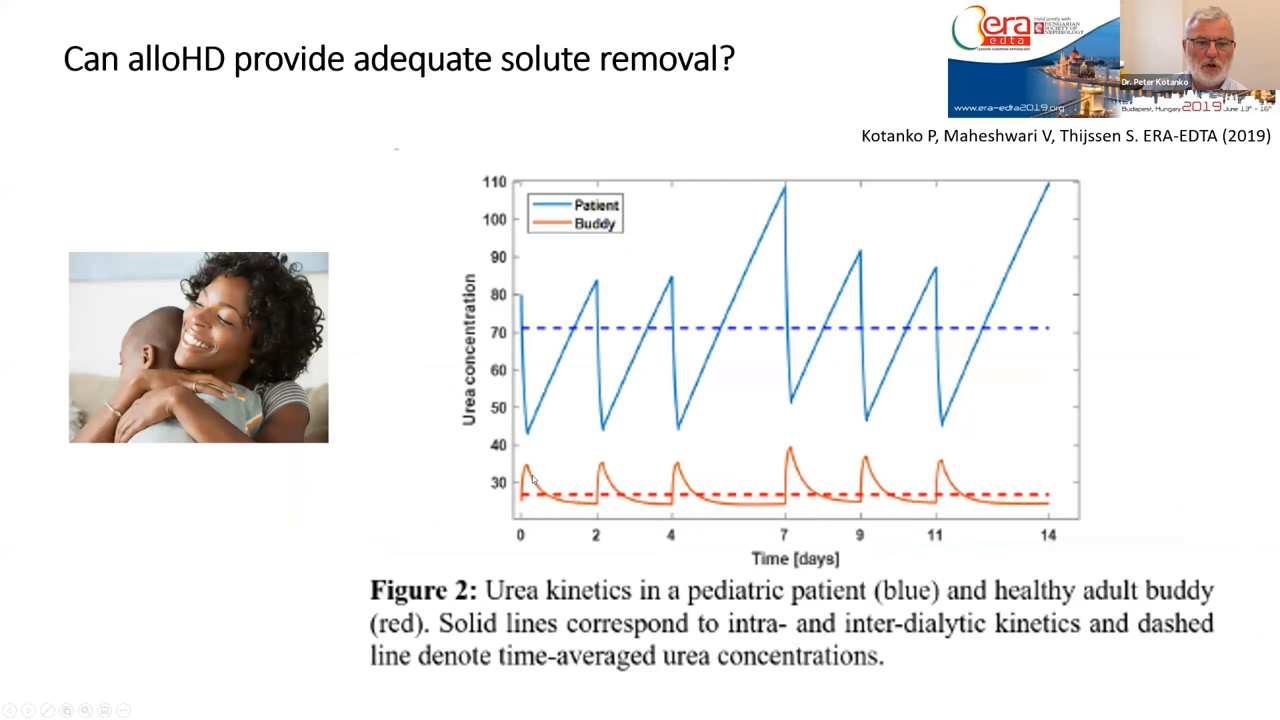 Can alloHD provide adequate solute removal?
era
edta
HUNGARIAN
SOCIETY OF
NEPHROLOGY
www.era-edta2019.org
Budapest, Hungary 2019 June 13th - 16th
Dr. Peter Kotanko
Kotanko P, Maheshwari V, Thijssen S. ERA-EDTA (2019)
Patient
Buddy
110
100
90
80
70
60
50
40
30
Urea concentration
0 2 4 7 9 11 14
Time [days]
Figure 2: Urea kinetics in a pediatric patient (blue) and healthy adult buddy
(red). Solid lines correspond to intra- and inter-dialytic kinetics and dashed
line denote time-averaged urea concentrations.